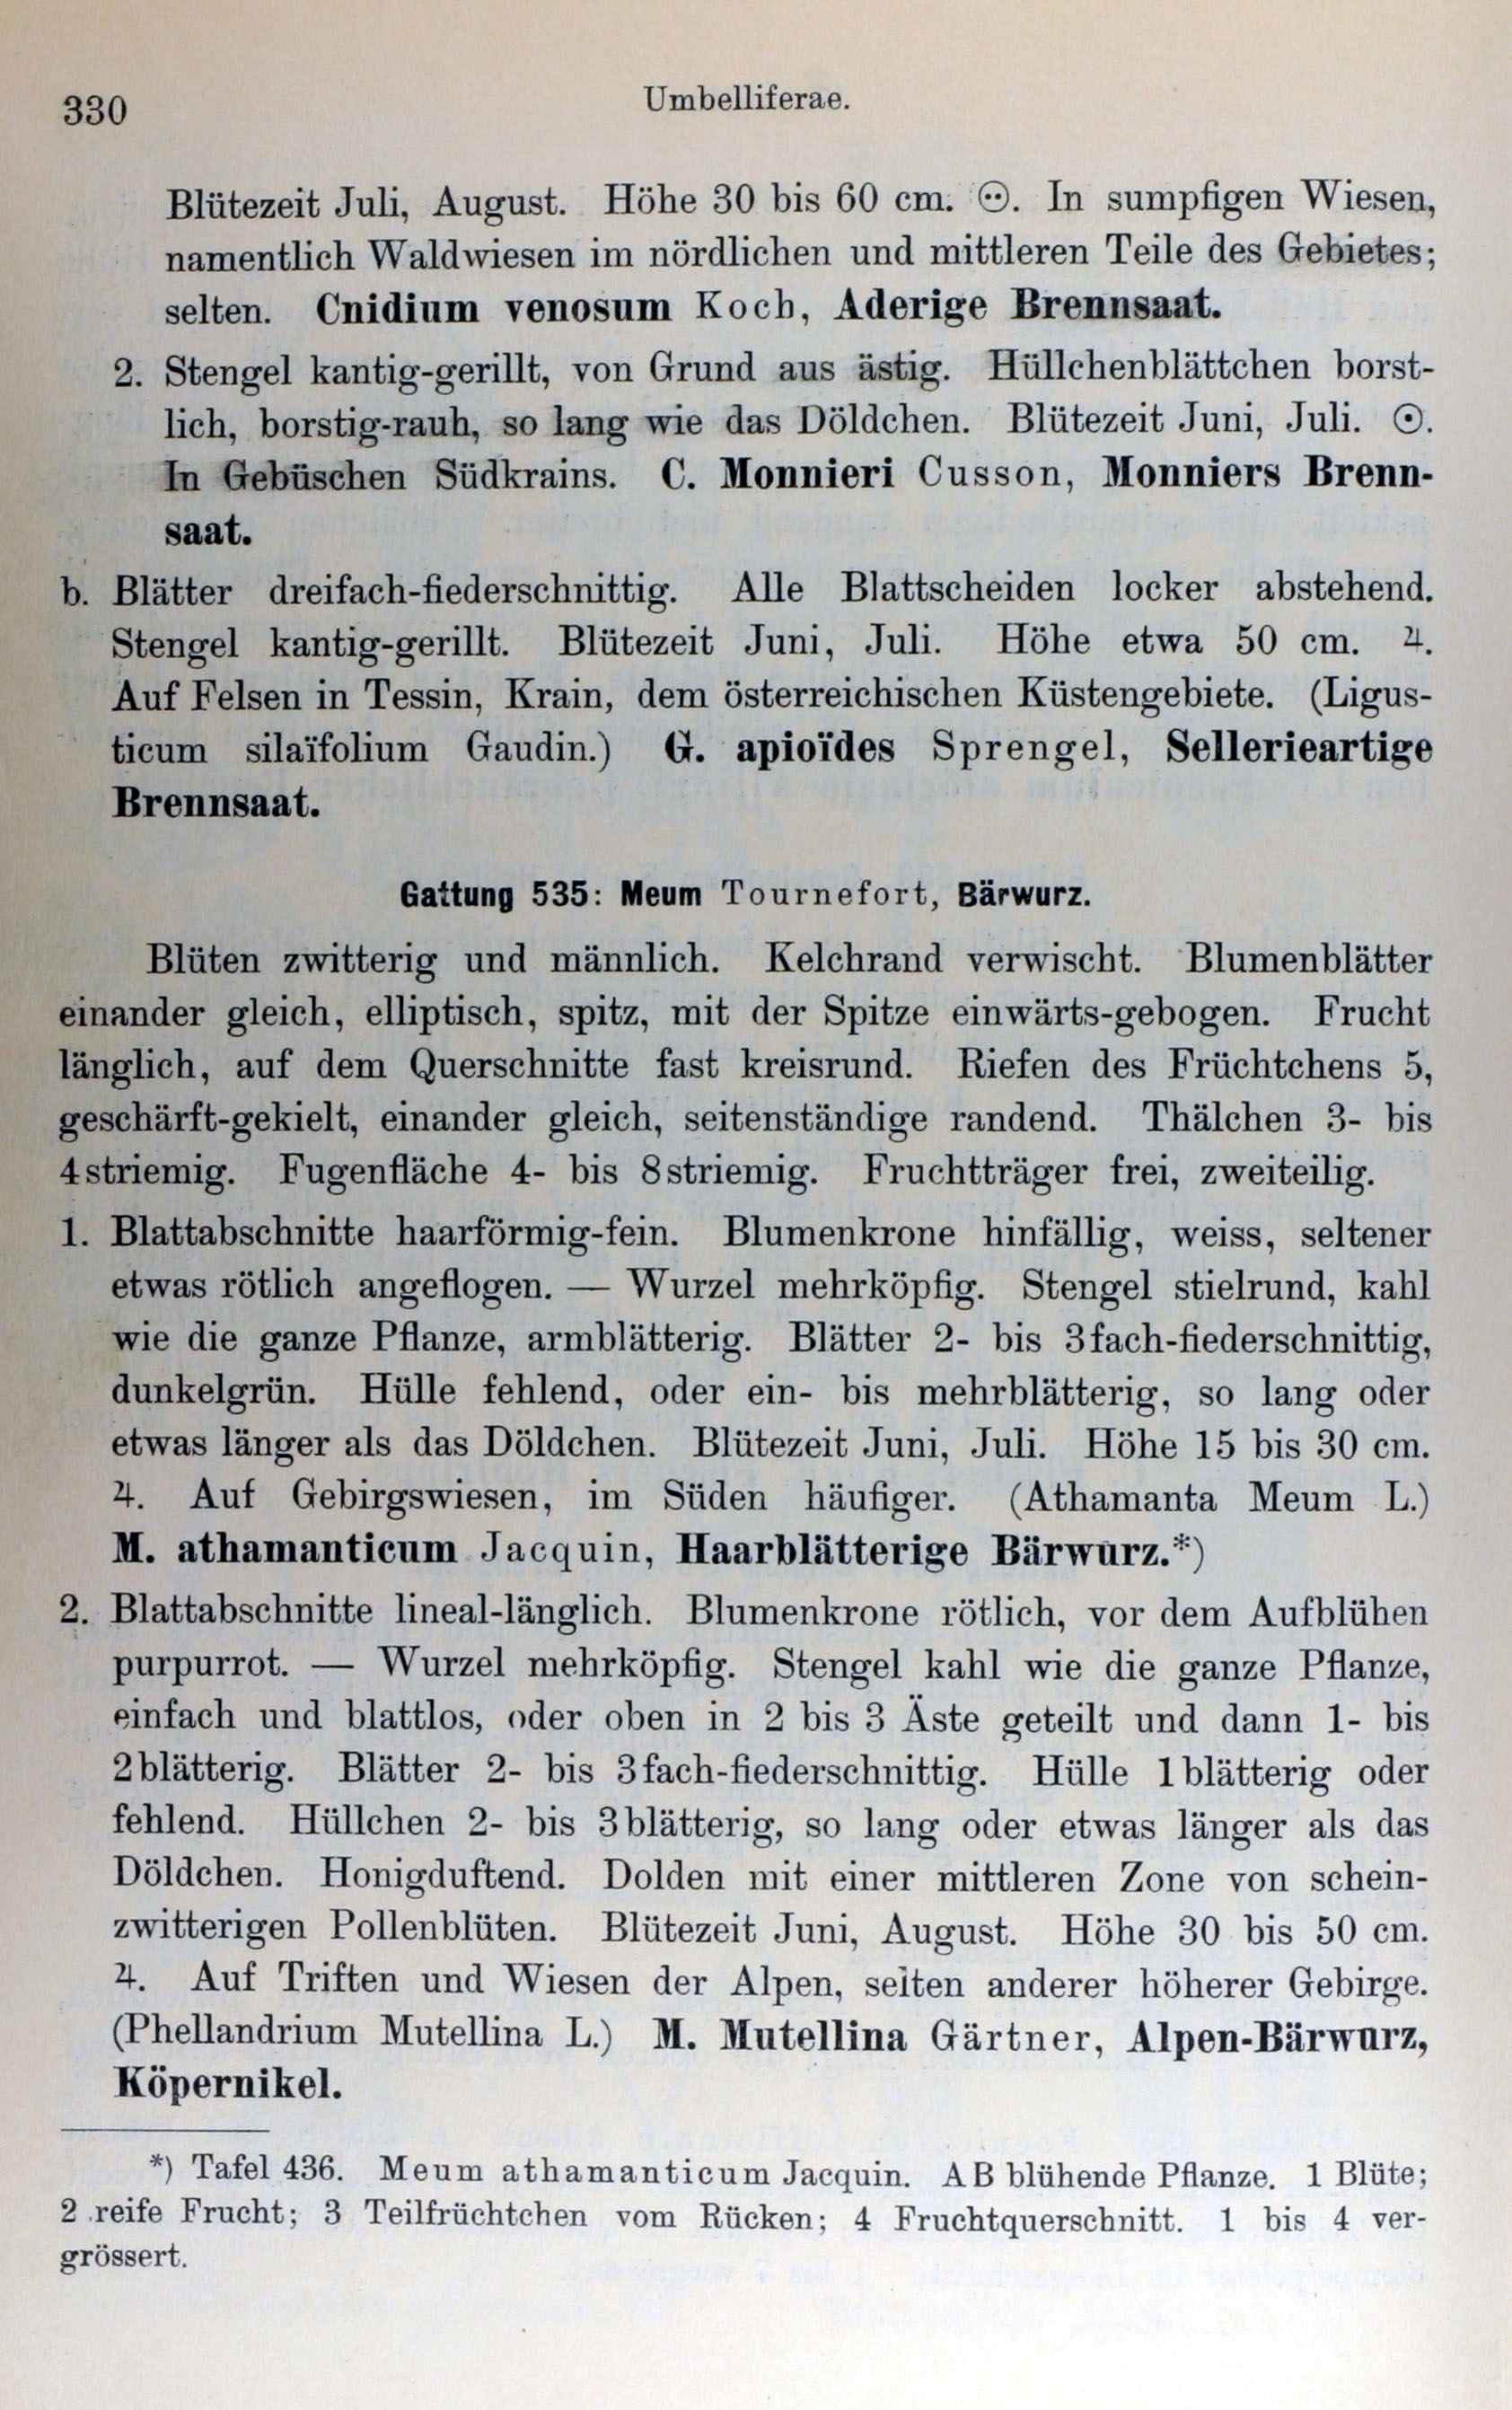 330
Umbelliferae.
Blütezeit Juli, August. Höhe 30 bis 60 cm. ⚇. In sumpfigen Wiesen,
namentlich Waldwiesen im nördlichen und mittleren Teile des Gebietes;
selten. Cnidium venosum Koch, Aderige Brennsaat.
2. Stengel kantig-gerillt, von Grund aus ästig. Hüllchenblättchen borst-
lich, borstig-rauh, so lang wie das Döldchen. Blütezeit Juni, Juli. ⊙.
In Gebüschen Südkrains. C. Monnieri Cusson, Monniers Brenn-
saat.
b. Blätter dreifach-fiederschnittig. Alle Blattscheiden locker abstehend.
Stengel kantig-gerillt. Blütezeit Juni, Juli. Höhe etwa 50 cm. ♃.
Auf Felsen in Tessin, Krain, dem österreichischen Küstengebiete. (Ligus-
ticum silaïfolium Gaudin.) G. apioïdes Sprengel, Sellerieartige
Brennsaat.
Gattung 535: Meum Tournefort, Bärwurz.
Blüten zwitterig und männlich. Kelchrand verwischt. Blumenblätter
einander gleich, elliptisch, spitz, mit der Spitze einwärts-gebogen. Frucht
länglich, auf dem Querschnitte fast kreisrund. Riefen des Früchtchens 5,
geschärft-gekielt, einander gleich, seitenständige randend. Thälchen 3- bis
4striemig. Fugenfläche 4- bis 8striemig. Fruchtträger frei, zweiteilig.
1. Blattabschnitte haarförmig-fein. Blumenkrone hinfällig, weiss, seltener
etwas rötlich angeflogen. — Wurzel mehrköpfig. Stengel stielrund, kahl
wie die ganze Pflanze, armblätterig. Blätter 2- bis 3fach-fiederschnittig,
dunkelgrün. Hülle fehlend, oder ein- bis mehrblätterig, so lang oder
etwas länger als das Döldchen. Blütezeit Juni, Juli. Höhe 15 bis 30 cm.
♃. Auf Gebirgswiesen, im Süden häufiger. (Athamanta Meum L.)
M. athamanticum Jacquin, Haarblätterige Bärwurz.*)
2. Blattabschnitte lineal-länglich. Blumenkrone rötlich, vor dem Aufblühen
purpurrot. — Wurzel mehrköpfig. Stengel kahl wie die ganze Pflanze,
einfach und blattlos, oder oben in 2 bis 3 Äste geteilt und dann 1- bis
2blätterig. Blätter 2- bis 3fach-fiederschnittig. Hülle 1blätterig oder
fehlend. Hüllchen 2- bis 3blätterig, so lang oder etwas länger als das
Döldchen. Honigduftend. Dolden mit einer mittleren Zone von schein-
zwitterigen Pollenblüten. Blütezeit Juni, August. Höhe 30 bis 50 cm.
♃. Auf Triften und Wiesen der Alpen, selten anderer höherer Gebirge.
(Phellandrium Mutellina L.) M. Mutellina Gärtner, Alpen-Bärwurz,
Köpernikel.
*) Tafel 436. Meum athamanticum Jacquin. AB blühende Pflanze. 1 Blüte;
2 reife Frucht; 3 Teilfrüchtchen vom Rücken; 4 Fruchtquerschnitt. 1 bis 4 ver-
grössert.